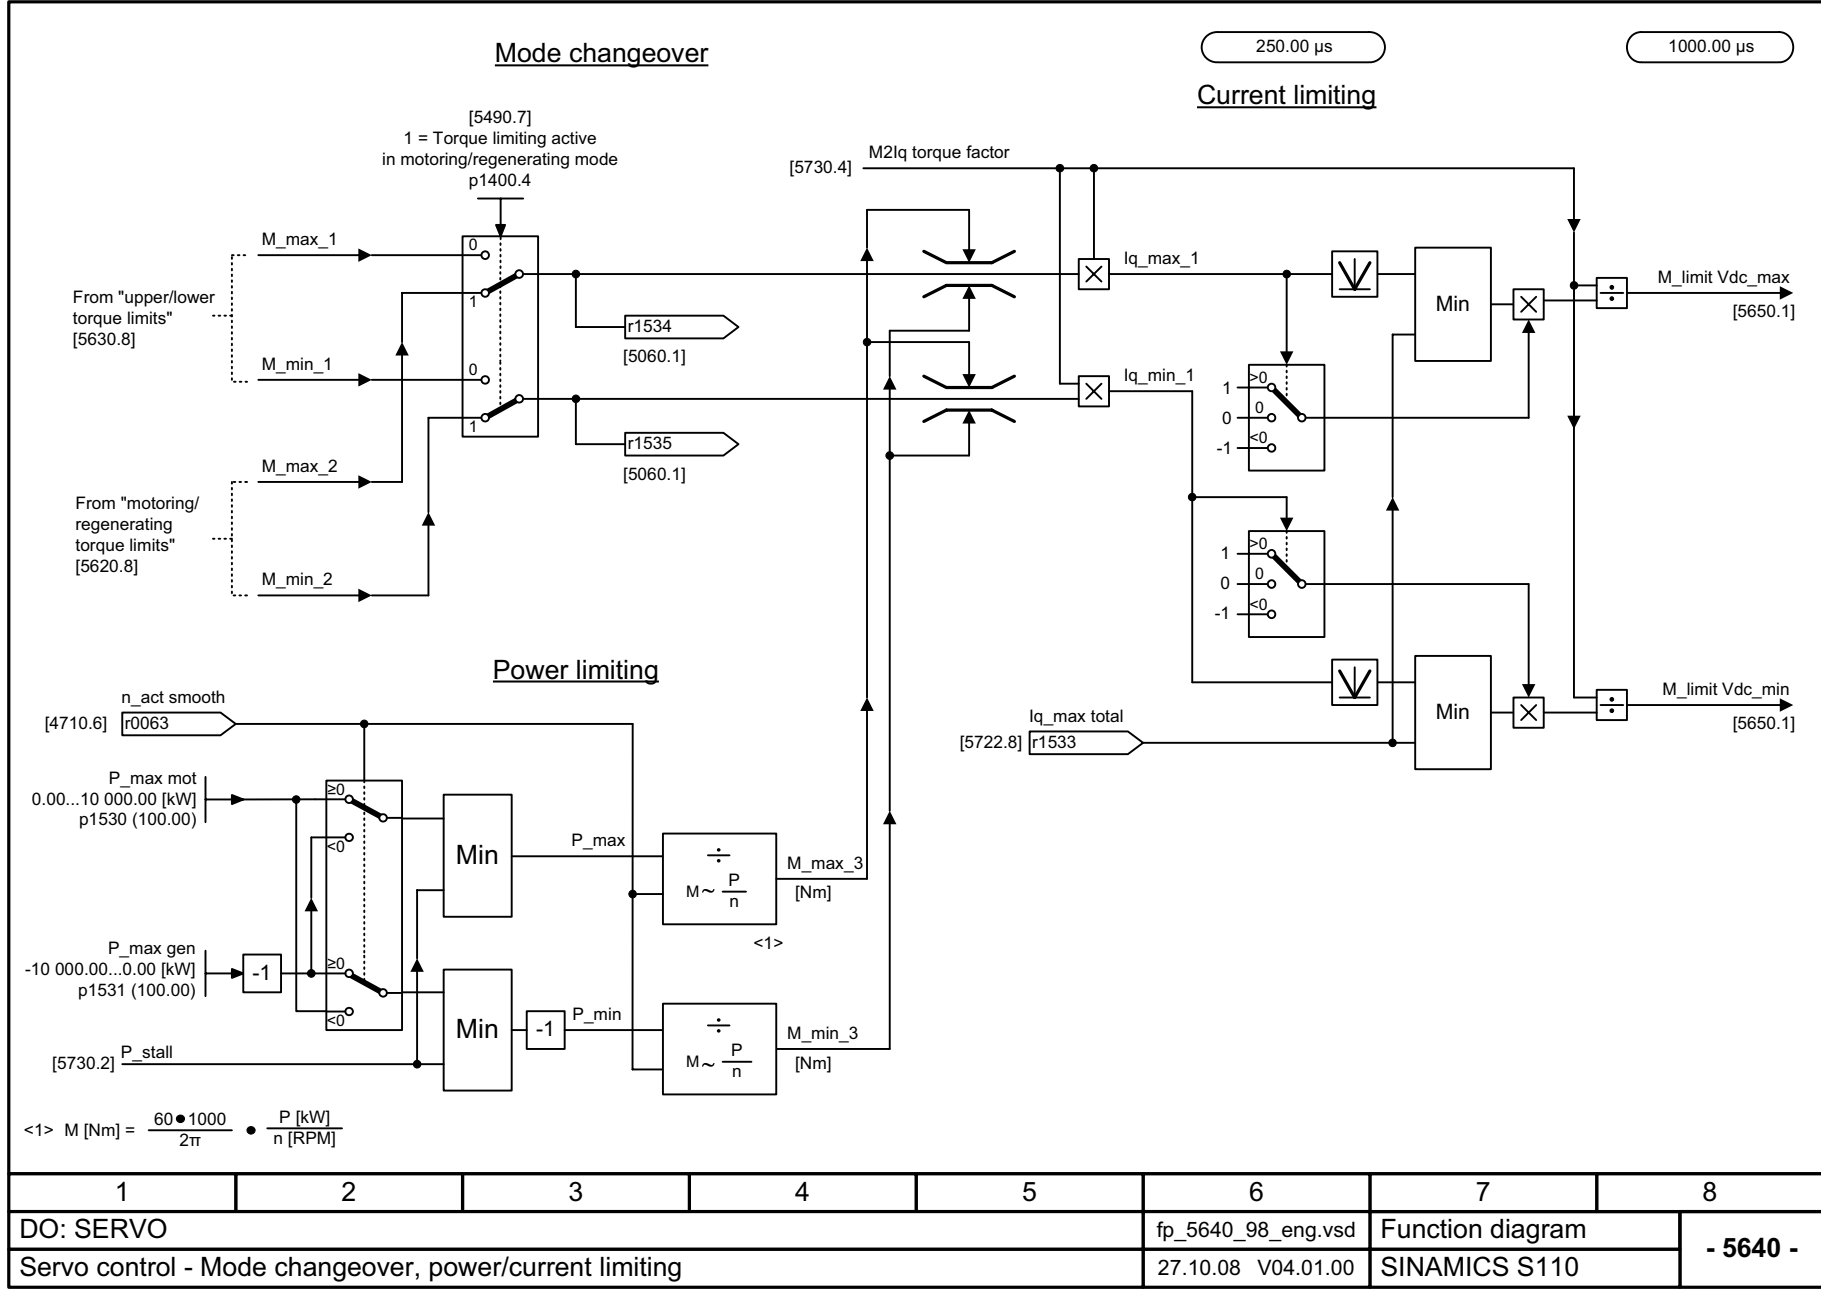 Mode changeover
250.00 µs
1000.00 µs
Current limiting
[5490.7]
1 = Torque limiting active
in motoring/regenerating mode
p1400.4
[5730.4]
M2Iq torque factor
M_max_1
0
1
From "upper/lower
torque limits"
[5630.8]
M_min_1
0
1
r1534
[5060.1]
r1535
[5060.1]
M_max_2
From "motoring/
regenerating
torque limits"
[5620.8]
M_min_2
Iq_max_1
Iq_min_1
Min
M_limit Vdc_max
[5650.1]
1 >0
0 0
-1 <0
1 >0
0 0
-1 <0
Min
M_limit Vdc_min
[5650.1]
Iq_max total
[5722.8] r1533
Power limiting
n_act smooth
[4710.6] r0063
P_max mot
0.00...10 000.00 [kW]
p1530 (100.00)
≥0
<0
Min
P_max
÷
M ~ P/n
M_max_3
[Nm]
<1>
P_max gen
-10 000.00...0.00 [kW]
p1531 (100.00)
-1
≥0
<0
Min
-1
P_min
÷
M ~ P/n
M_min_3
[Nm]
[5730.2] P_stall
<1> M [Nm] = 60•1000/2π • P [kW]/n [RPM]
1 2 3 4 5 6 7 8
DO: SERVO
fp_5640_98_eng.vsd
Function diagram
- 5640 -
Servo control - Mode changeover, power/current limiting
27.10.08 V04.01.00
SINAMICS S110